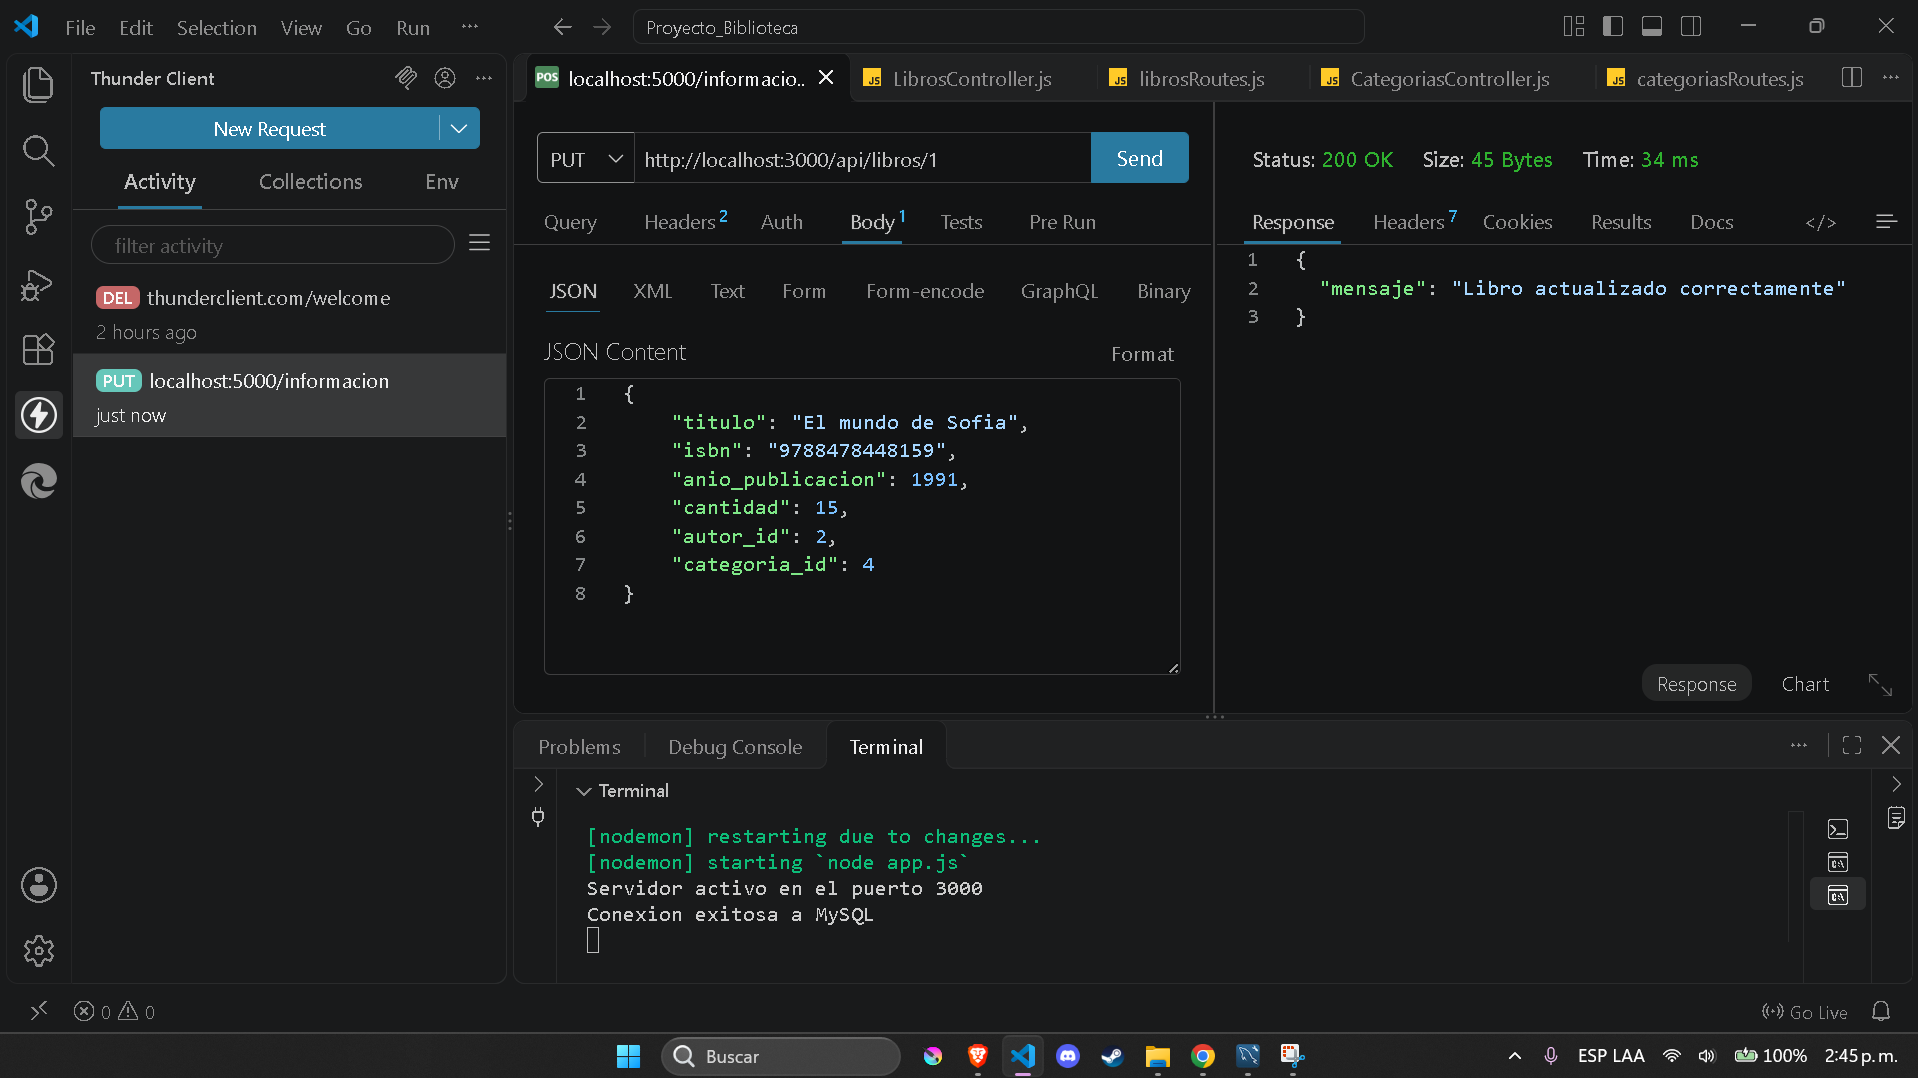 File Edit Selection View Go Run ... Proyecto_Biblioteca
Thunder Client
New Request
Activity Collections Env
filter activity
DEL thunderclient.com/welcome
2 hours ago
PUT localhost:5000/informacion
just now
POS localhost:5000/informacio.. JS LibrosController.js JS librosRoutes.js JS CategoriasController.js JS categoriasRoutes.js
PUT http://localhost:3000/api/libros/1 Send
Query Headers 2 Auth Body 1 Tests Pre Run
JSON XML Text Form Form-encode GraphQL Binary
JSON Content Format
1 {
2 "titulo": "El mundo de Sofia",
3 "isbn": "9788478448159",
4 "anio_publicacion": 1991,
5 "cantidad": 15,
6 "autor_id": 2,
7 "categoria_id": 4
8 }
Status: 200 OK Size: 45 Bytes Time: 34 ms
Response Headers 7 Cookies Results Docs </>
1 {
2 "mensaje": "Libro actualizado correctamente"
3 }
Response Chart
Problems Debug Console Terminal
Terminal
[nodemon] restarting due to changes...
[nodemon] starting `node app.js`
Servidor activo en el puerto 3000
Conexion exitosa a MySQL
0 0 Go Live
Buscar ESP LAA 100% 2:45 p. m.